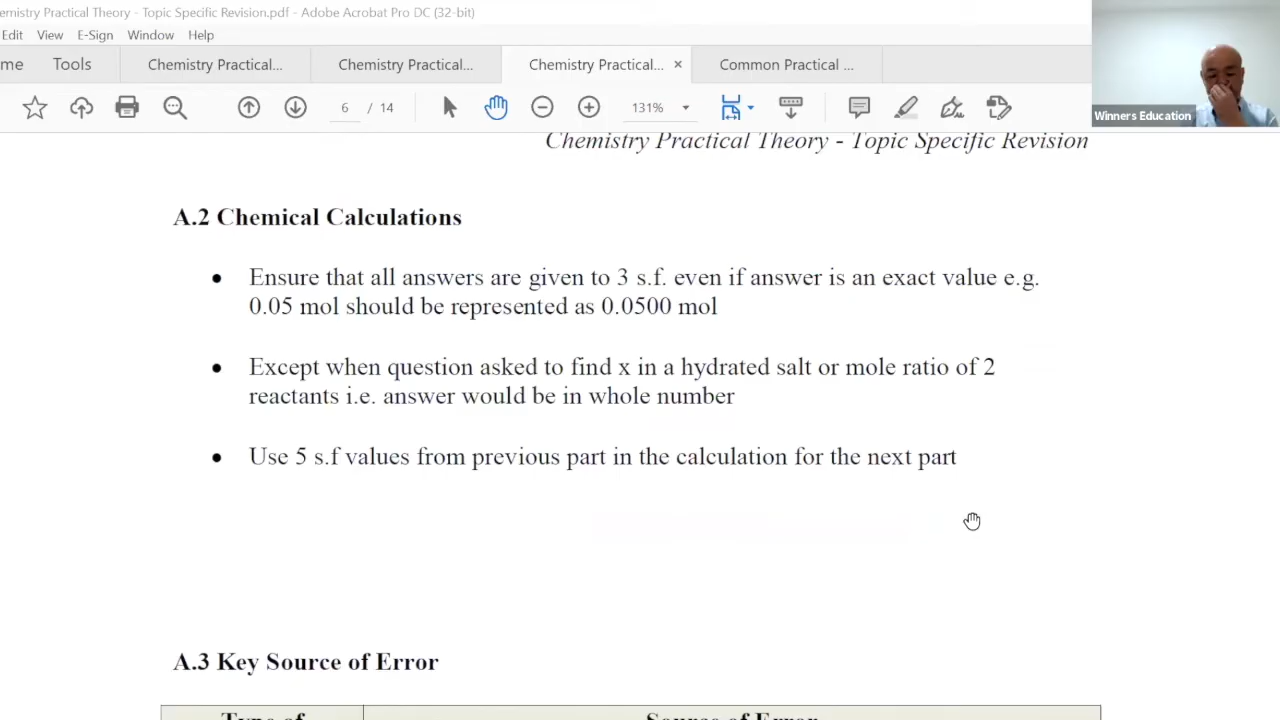 emistry Practical Theory - Topic Specific Revision.pdf - Adobe Acrobat Pro DC (32-bit)
Edit View E-Sign Window Help
me Tools Chemistry Practical... Chemistry Practical... Chemistry Practical... × Common Practical ...
6 / 14 131%
Winners Education
Chemistry Practical Theory - Topic Specific Revision
A.2 Chemical Calculations
• Ensure that all answers are given to 3 s.f. even if answer is an exact value e.g.
0.05 mol should be represented as 0.0500 mol
• Except when question asked to find x in a hydrated salt or mole ratio of 2
reactants i.e. answer would be in whole number
• Use 5 s.f values from previous part in the calculation for the next part
A.3 Key Source of Error
Type of Source of Error